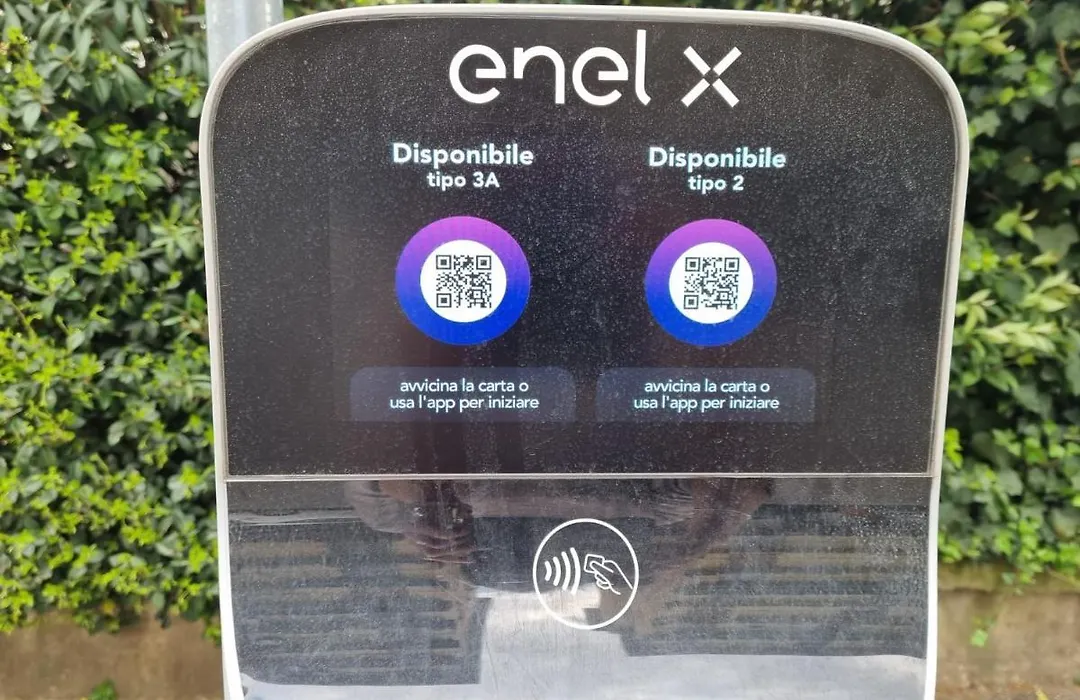 enel x
Disponibile
tipo 3A
avvicina la carta o
usa l'app per iniziare
Disponibile
tipo 2
avvicina la carta o
usa l'app per iniziare